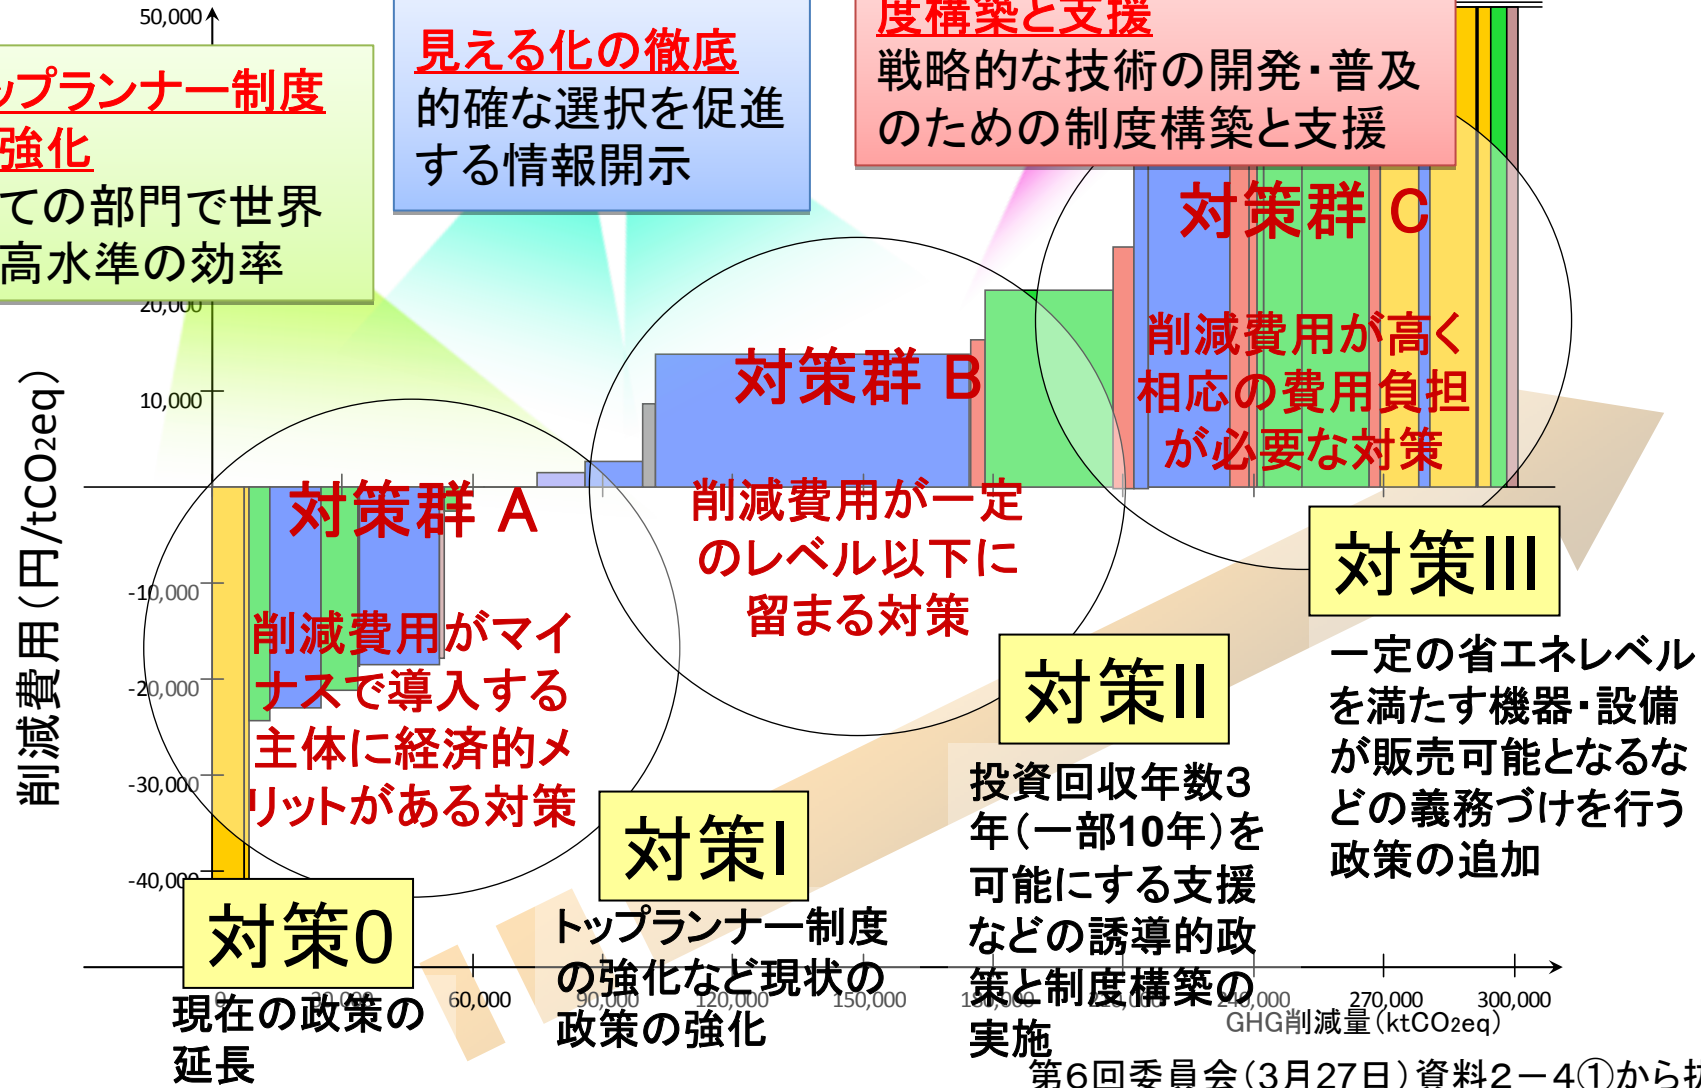 50,000
ップランナー制度
強化
ての部門で世界
高水準の効率
見える化の徹底
的確な選択を促進
する情報開示
度構築と支援
戦略的な技術の開発・普及
のための制度構築と支援
20,000
10,000
-10,000
-20,000
-30,000
-40,000
削減費用(円/tCO2eq)
対策群 A
削減費用がマイ
ナスで導入する
主体に経済的メ
リットがある対策
対策群 B
削減費用が一定
のレベル以下に
留まる対策
対策群 C
削減費用が高く
相応の費用負担
が必要な対策
対策0
現在の政策の
延長
対策I
トップランナー制度
の強化など現状の
政策の強化
対策II
投資回収年数3
年(一部10年)を
可能にする支援
などの誘導的政
策と制度構築の
実施
対策III
一定の省エネレベル
を満たす機器・設備
が販売可能となるな
どの義務づけを行う
政策の追加
0
30,000
60,000
90,000
120,000
150,000
180,000
210,000
240,000
270,000
300,000
GHG削減量(ktCO2eq)
第6回委員会(3月27日)資料2-4①から